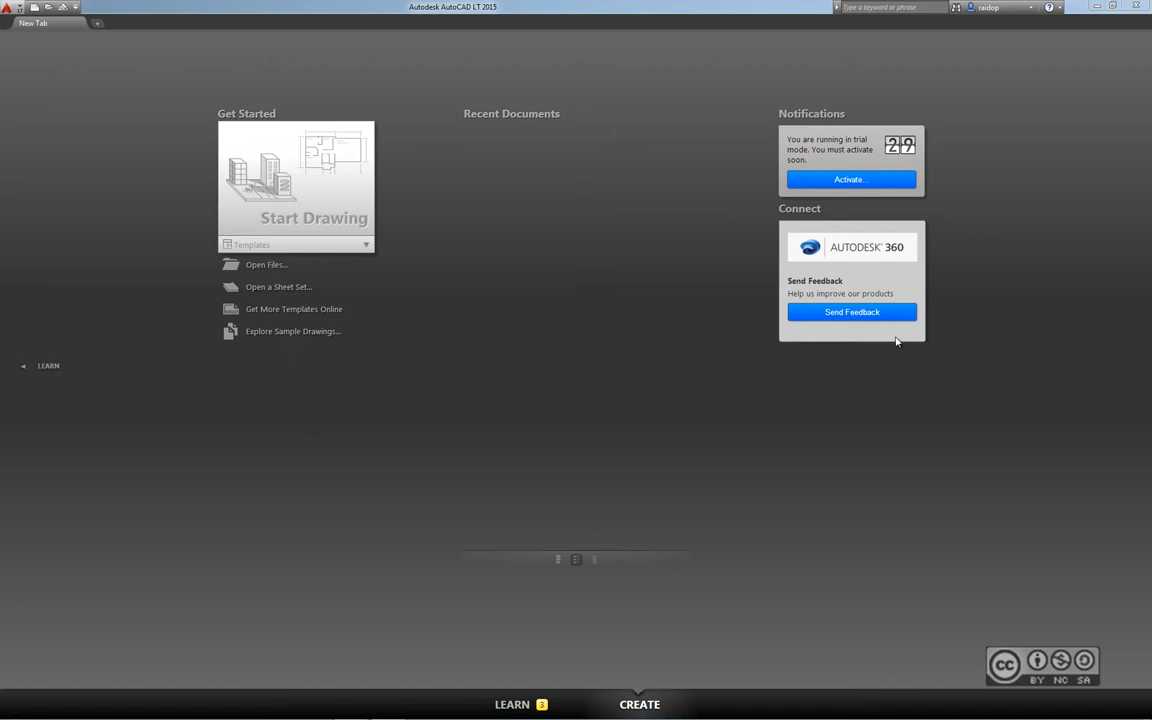 Autodesk AutoCAD LT 2015
Type a keyword or phrase
raidop
New Tab
Get Started
Start Drawing
Templates
Open Files...
Open a Sheet Set...
Get More Templates Online
Explore Sample Drawings...
Recent Documents
Notifications
You are running in trial
mode. You must activate
soon.
29
Activate...
Connect
AUTODESK® 360
Send Feedback
Help us improve our products
Send Feedback
LEARN
CC BY NC SA
LEARN 3
CREATE